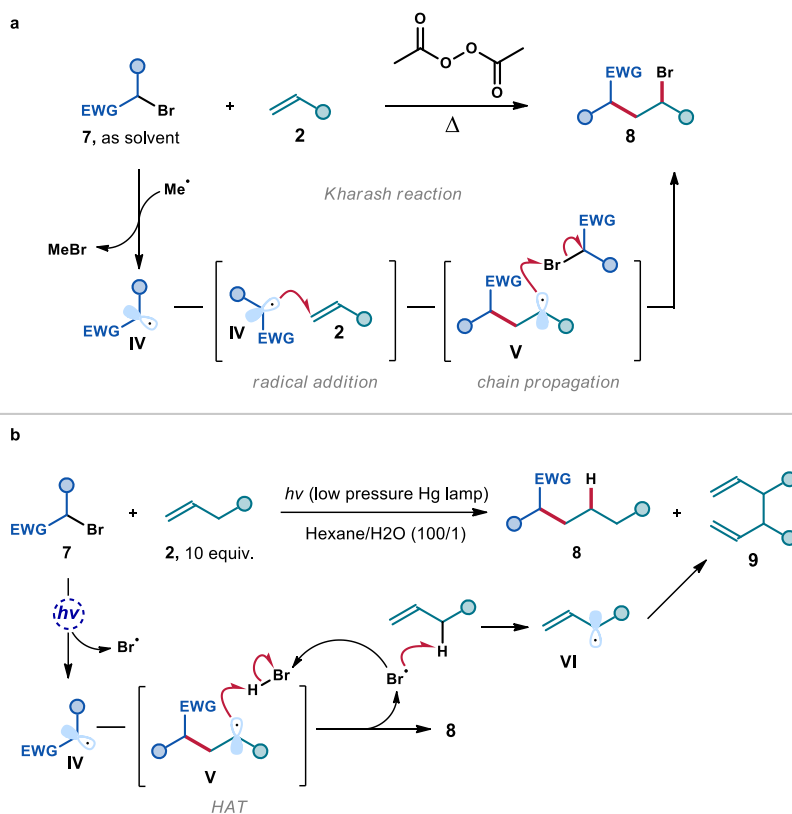 a
O
O
O
O
EWG
Br
+
EWG
Br
7, as solvent
2
Δ
8
Kharash reaction
Me•
MeBr
EWG
IV
IV
EWG
2
radical addition
EWG
Br
EWG
V
chain propagation
b
EWG
Br
7
+
2, 10 equiv.
hv (low pressure Hg lamp)
Hexane/H2O (100/1)
EWG
H
8
+
9
hv
Br•
EWG
IV
EWG
H
Br
V
HAT
Br•
H
VI
8